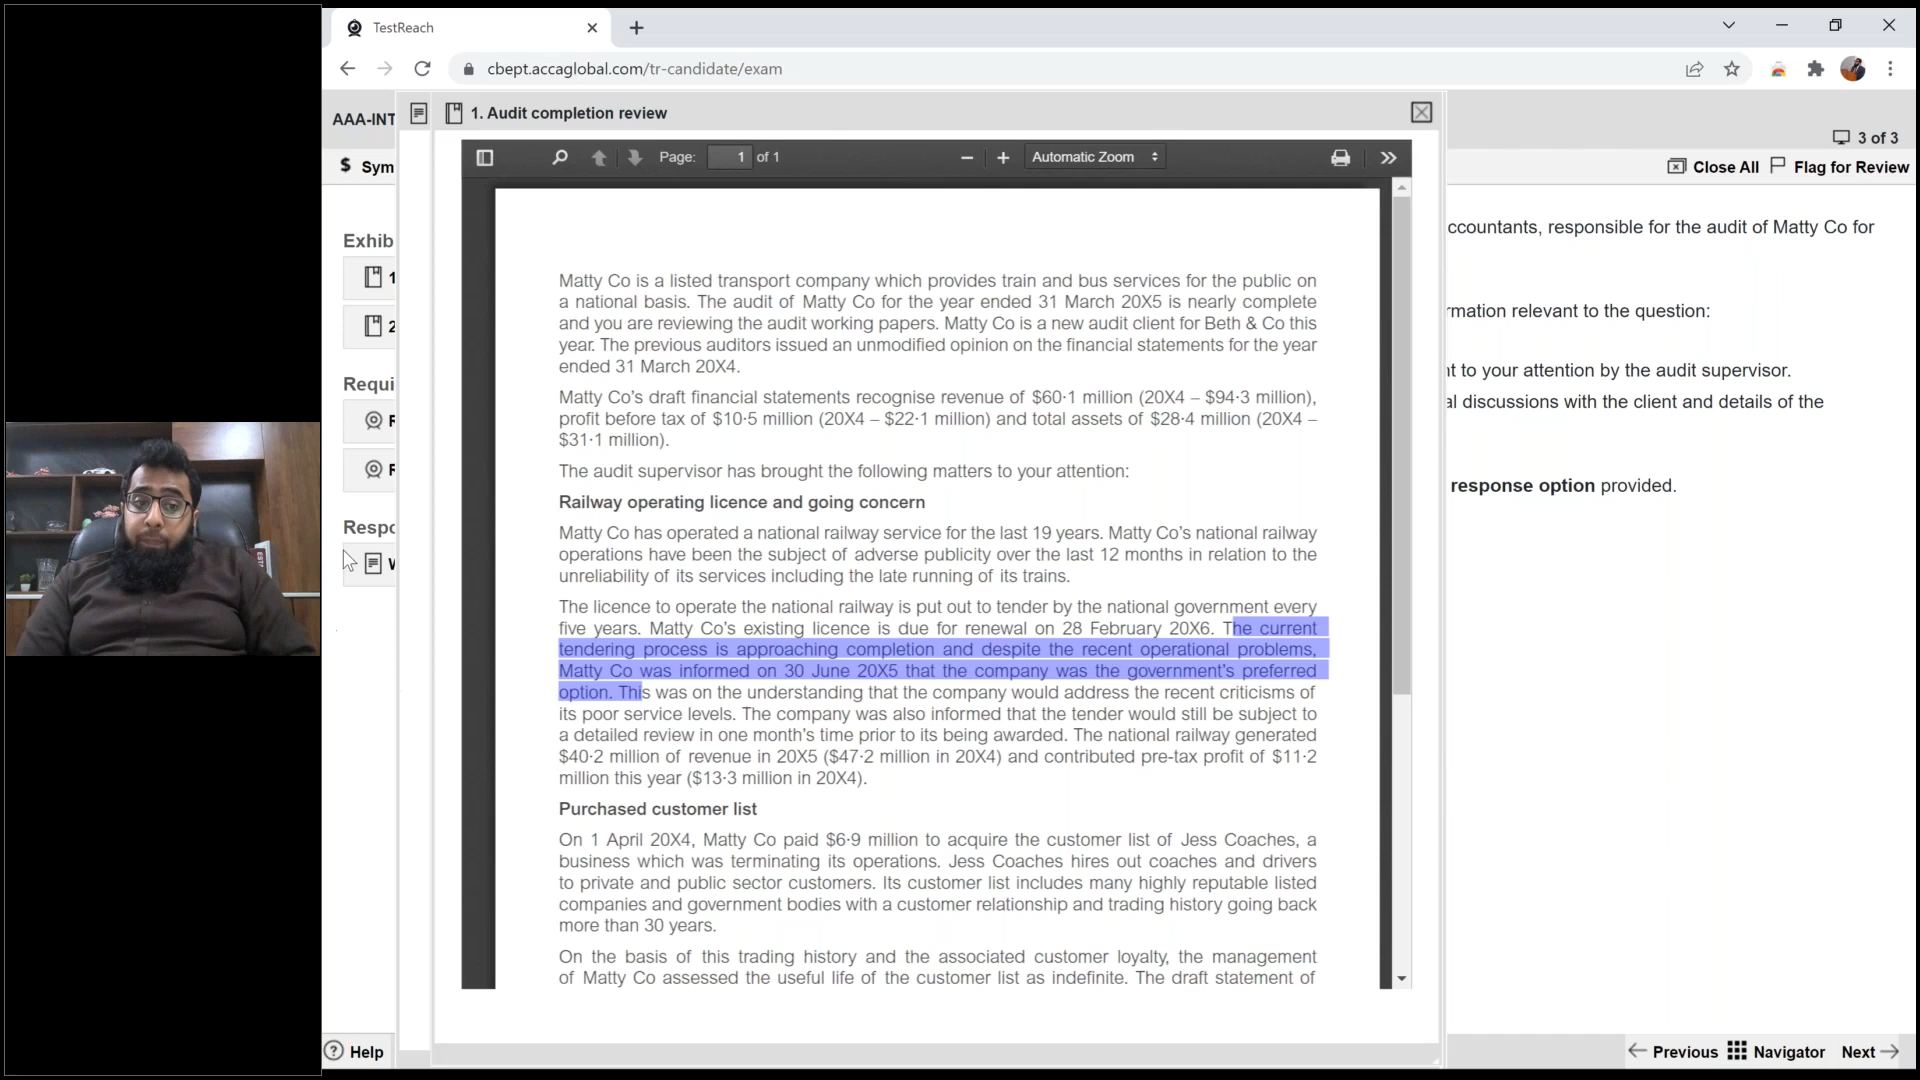 TestReach
cbept.accaglobal.com/tr-candidate/exam
AAA-INT
1. Audit completion review
3 of 3
$ Sym
Page: 1 of 1
Automatic Zoom
Close All
Flag for Review
Exhib
1
2
Requi
R
R
Respo
W
ccountants, responsible for the audit of Matty Co for
rmation relevant to the question:
nt to your attention by the audit supervisor.
al discussions with the client and details of the
response option provided.
Matty Co is a listed transport company which provides train and bus services for the public on
a national basis. The audit of Matty Co for the year ended 31 March 20X5 is nearly complete
and you are reviewing the audit working papers. Matty Co is a new audit client for Beth & Co this
year. The previous auditors issued an unmodified opinion on the financial statements for the year
ended 31 March 20X4.
Matty Co's draft financial statements recognise revenue of $60·1 million (20X4 – $94·3 million),
profit before tax of $10·5 million (20X4 – $22·1 million) and total assets of $28·4 million (20X4 –
$31·1 million).
The audit supervisor has brought the following matters to your attention:
Railway operating licence and going concern
Matty Co has operated a national railway service for the last 19 years. Matty Co's national railway
operations have been the subject of adverse publicity over the last 12 months in relation to the
unreliability of its services including the late running of its trains.
The licence to operate the national railway is put out to tender by the national government every
five years. Matty Co's existing licence is due for renewal on 28 February 20X6. The current
tendering process is approaching completion and despite the recent operational problems,
Matty Co was informed on 30 June 20X5 that the company was the government's preferred
option. This was on the understanding that the company would address the recent criticisms of
its poor service levels. The company was also informed that the tender would still be subject to
a detailed review in one month's time prior to its being awarded. The national railway generated
$40·2 million of revenue in 20X5 ($47·2 million in 20X4) and contributed pre-tax profit of $11·2
million this year ($13·3 million in 20X4).
Purchased customer list
On 1 April 20X4, Matty Co paid $6·9 million to acquire the customer list of Jess Coaches, a
business which was terminating its operations. Jess Coaches hires out coaches and drivers
to private and public sector customers. Its customer list includes many highly reputable listed
companies and government bodies with a customer relationship and trading history going back
more than 30 years.
On the basis of this trading history and the associated customer loyalty, the management
of Matty Co assessed the useful life of the customer list as indefinite. The draft statement of
Help
Previous
Navigator
Next